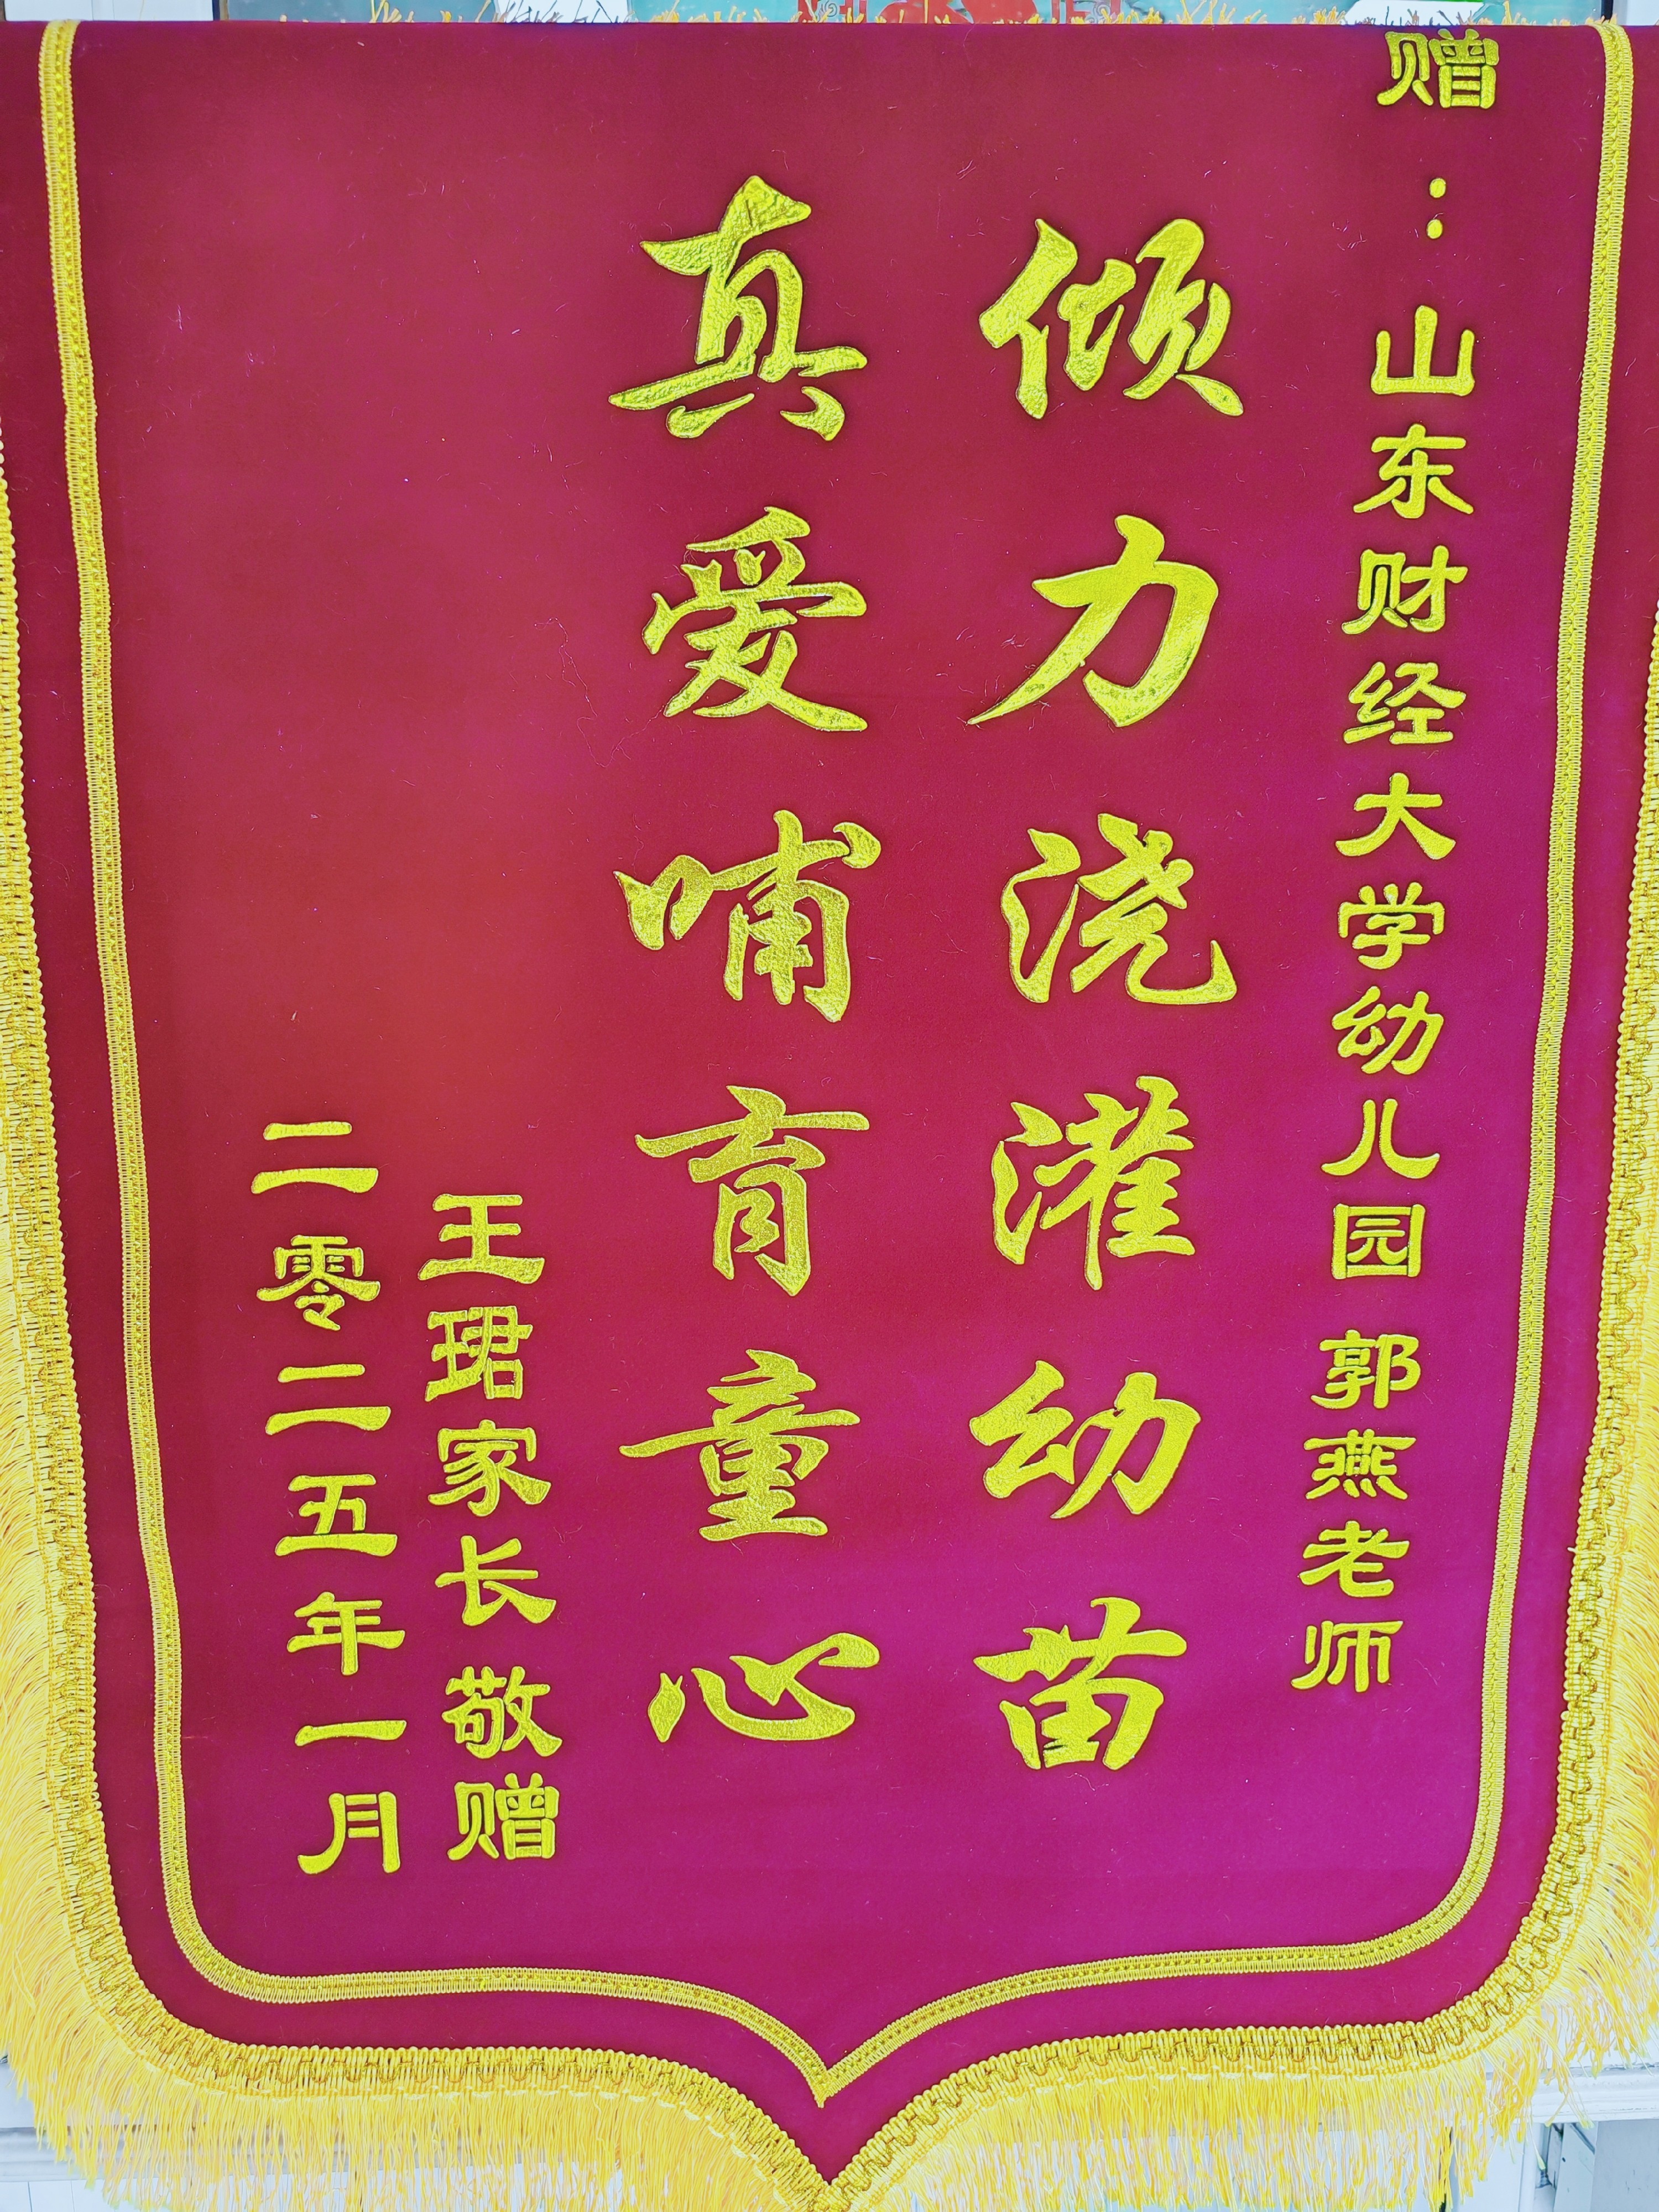 赠：山东财经大学幼儿园 郭燕老师
倾力浇灌幼苗
真爱哺育童心
王珺家长 敬赠
二零二五年一月